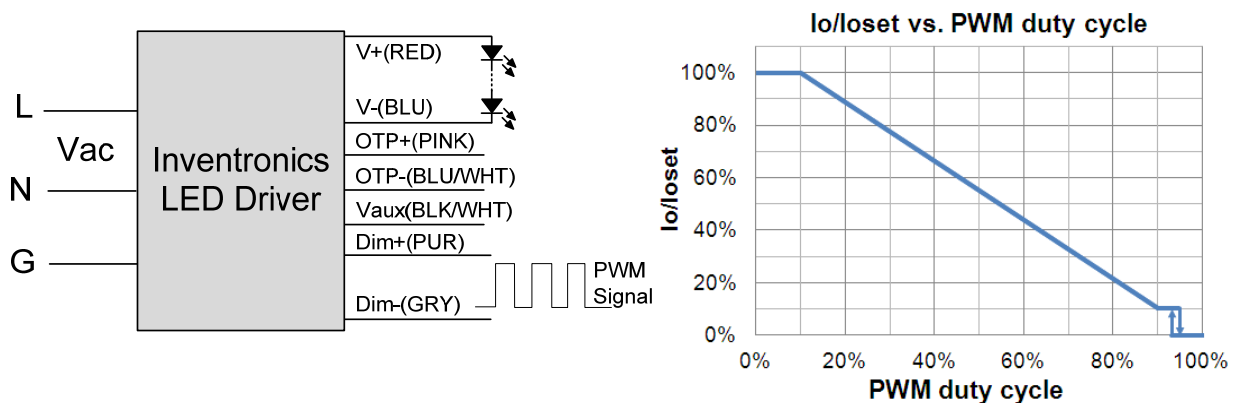 L
Vac
N
G
Inventronics
LED Driver
V+(RED)
V-(BLU)
OTP+(PINK)
OTP-(BLU/WHT)
Vaux(BLK/WHT)
Dim+(PUR)
Dim-(GRY)
PWM
Signal
Io/Ioset vs. PWM duty cycle
Io/Ioset
100%
80%
60%
40%
20%
0%
0% 20% 40% 60% 80% 100%
PWM duty cycle